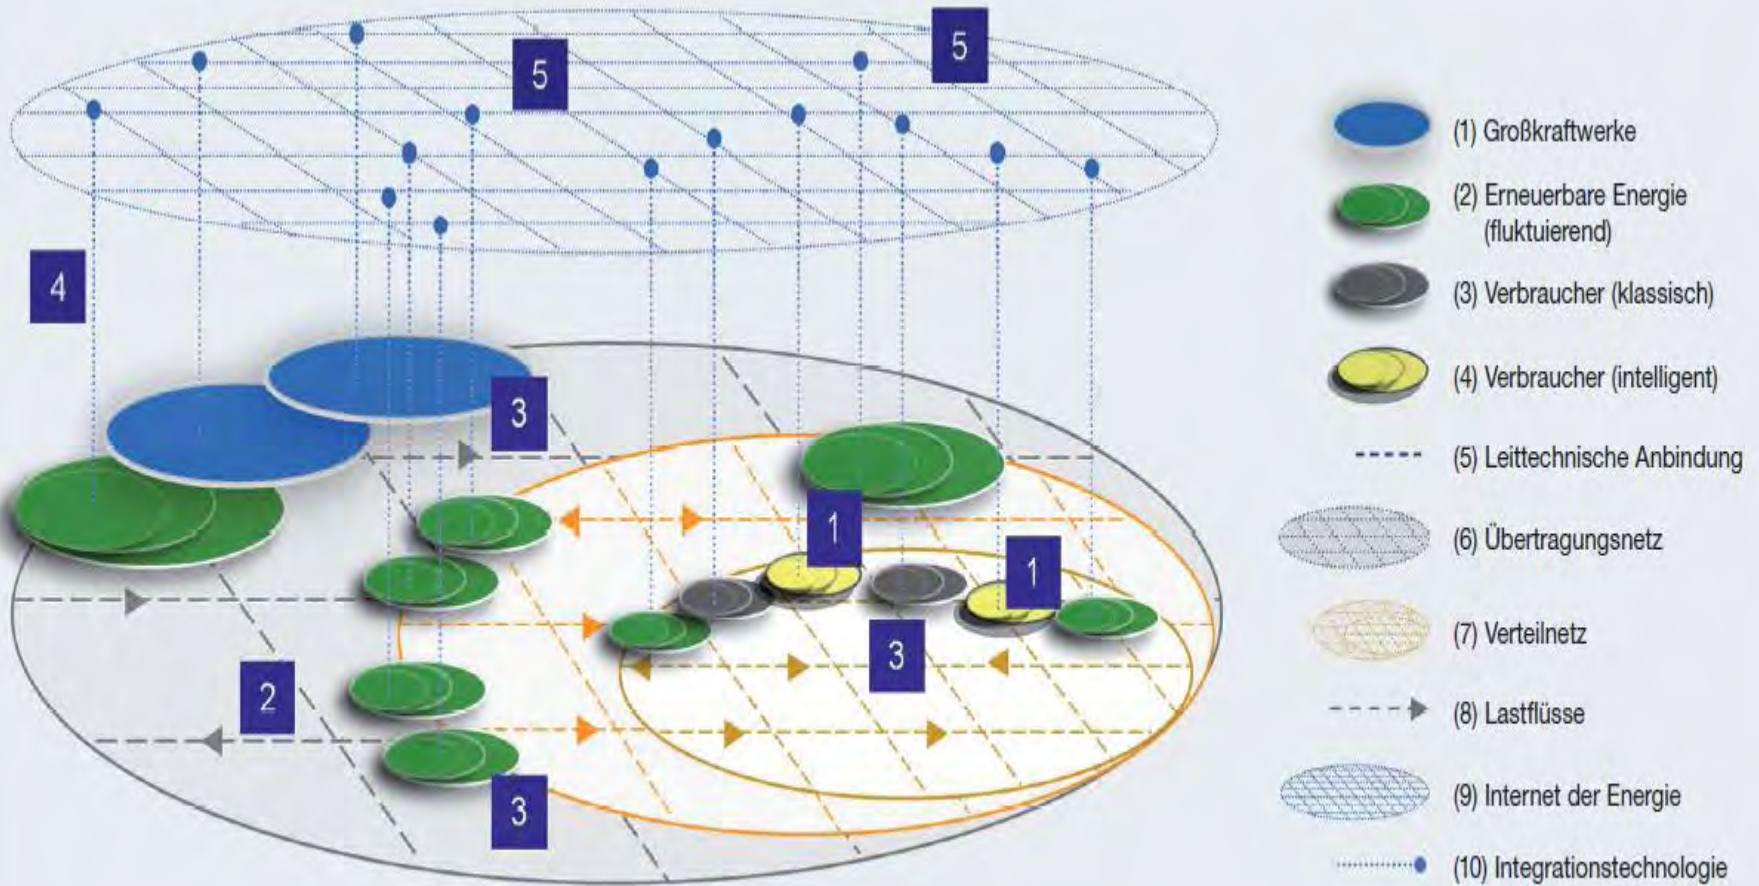 5
5
4
3
1
1
3
2
3
(1) Großkraftwerke
(2) Erneuerbare Energie
(fluktuierend)
(3) Verbraucher (klassisch)
(4) Verbraucher (intelligent)
(5) Leittechnische Anbindung
(6) Übertragungsnetz
(7) Verteilnetz
(8) Lastflüsse
(9) Internet der Energie
(10) Integrationstechnologie